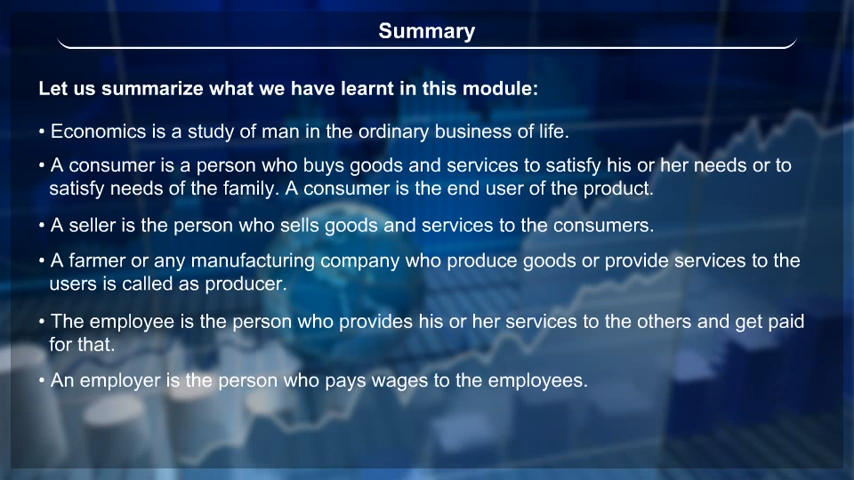 Summary
Let us summarize what we have learnt in this module:
• Economics is a study of man in the ordinary business of life.
• A consumer is a person who buys goods and services to satisfy his or her needs or to
satisfy needs of the family. A consumer is the end user of the product.
• A seller is the person who sells goods and services to the consumers.
• A farmer or any manufacturing company who produce goods or provide services to the
users is called as producer.
• The employee is the person who provides his or her services to the others and get paid
for that.
• An employer is the person who pays wages to the employees.